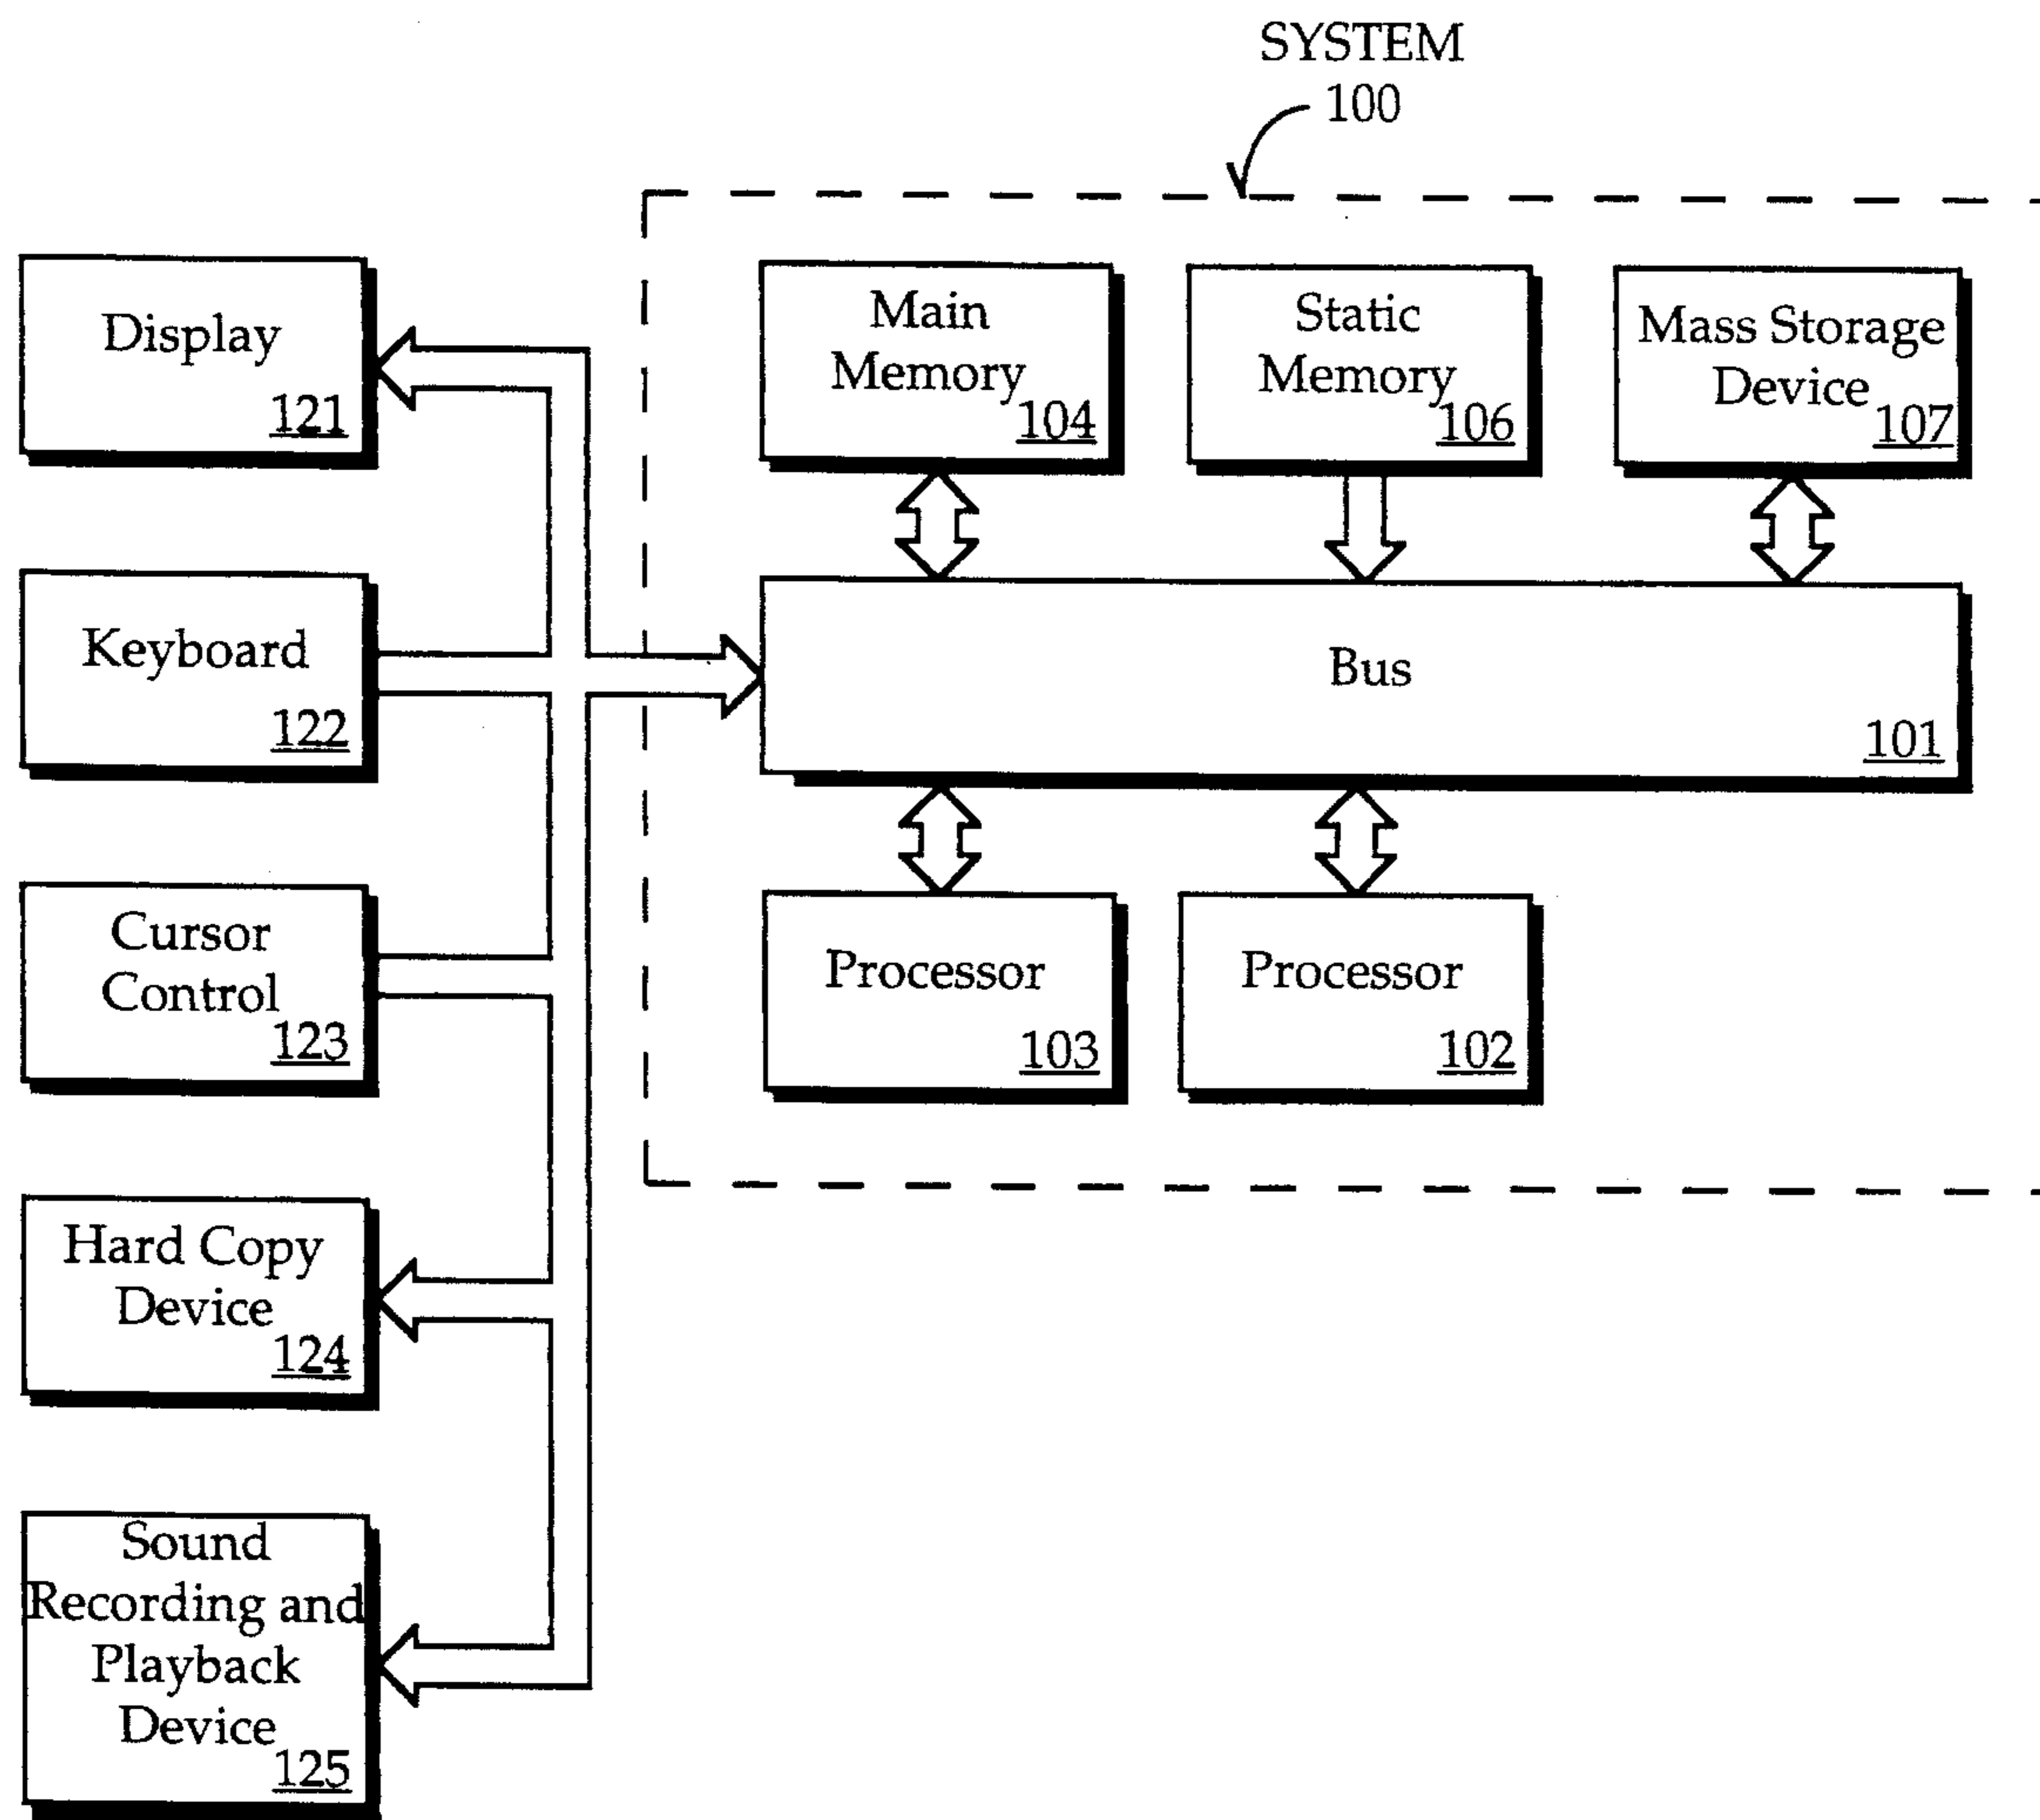 SYSTEM
100
Display
121
Keyboard
122
Cursor
Control
123
Hard Copy
Device
124
Sound
Recording and
Playback
Device
125
Main
Memory
104
Static
Memory
106
Mass Storage
Device
107
Bus
101
Processor
103
Processor
102